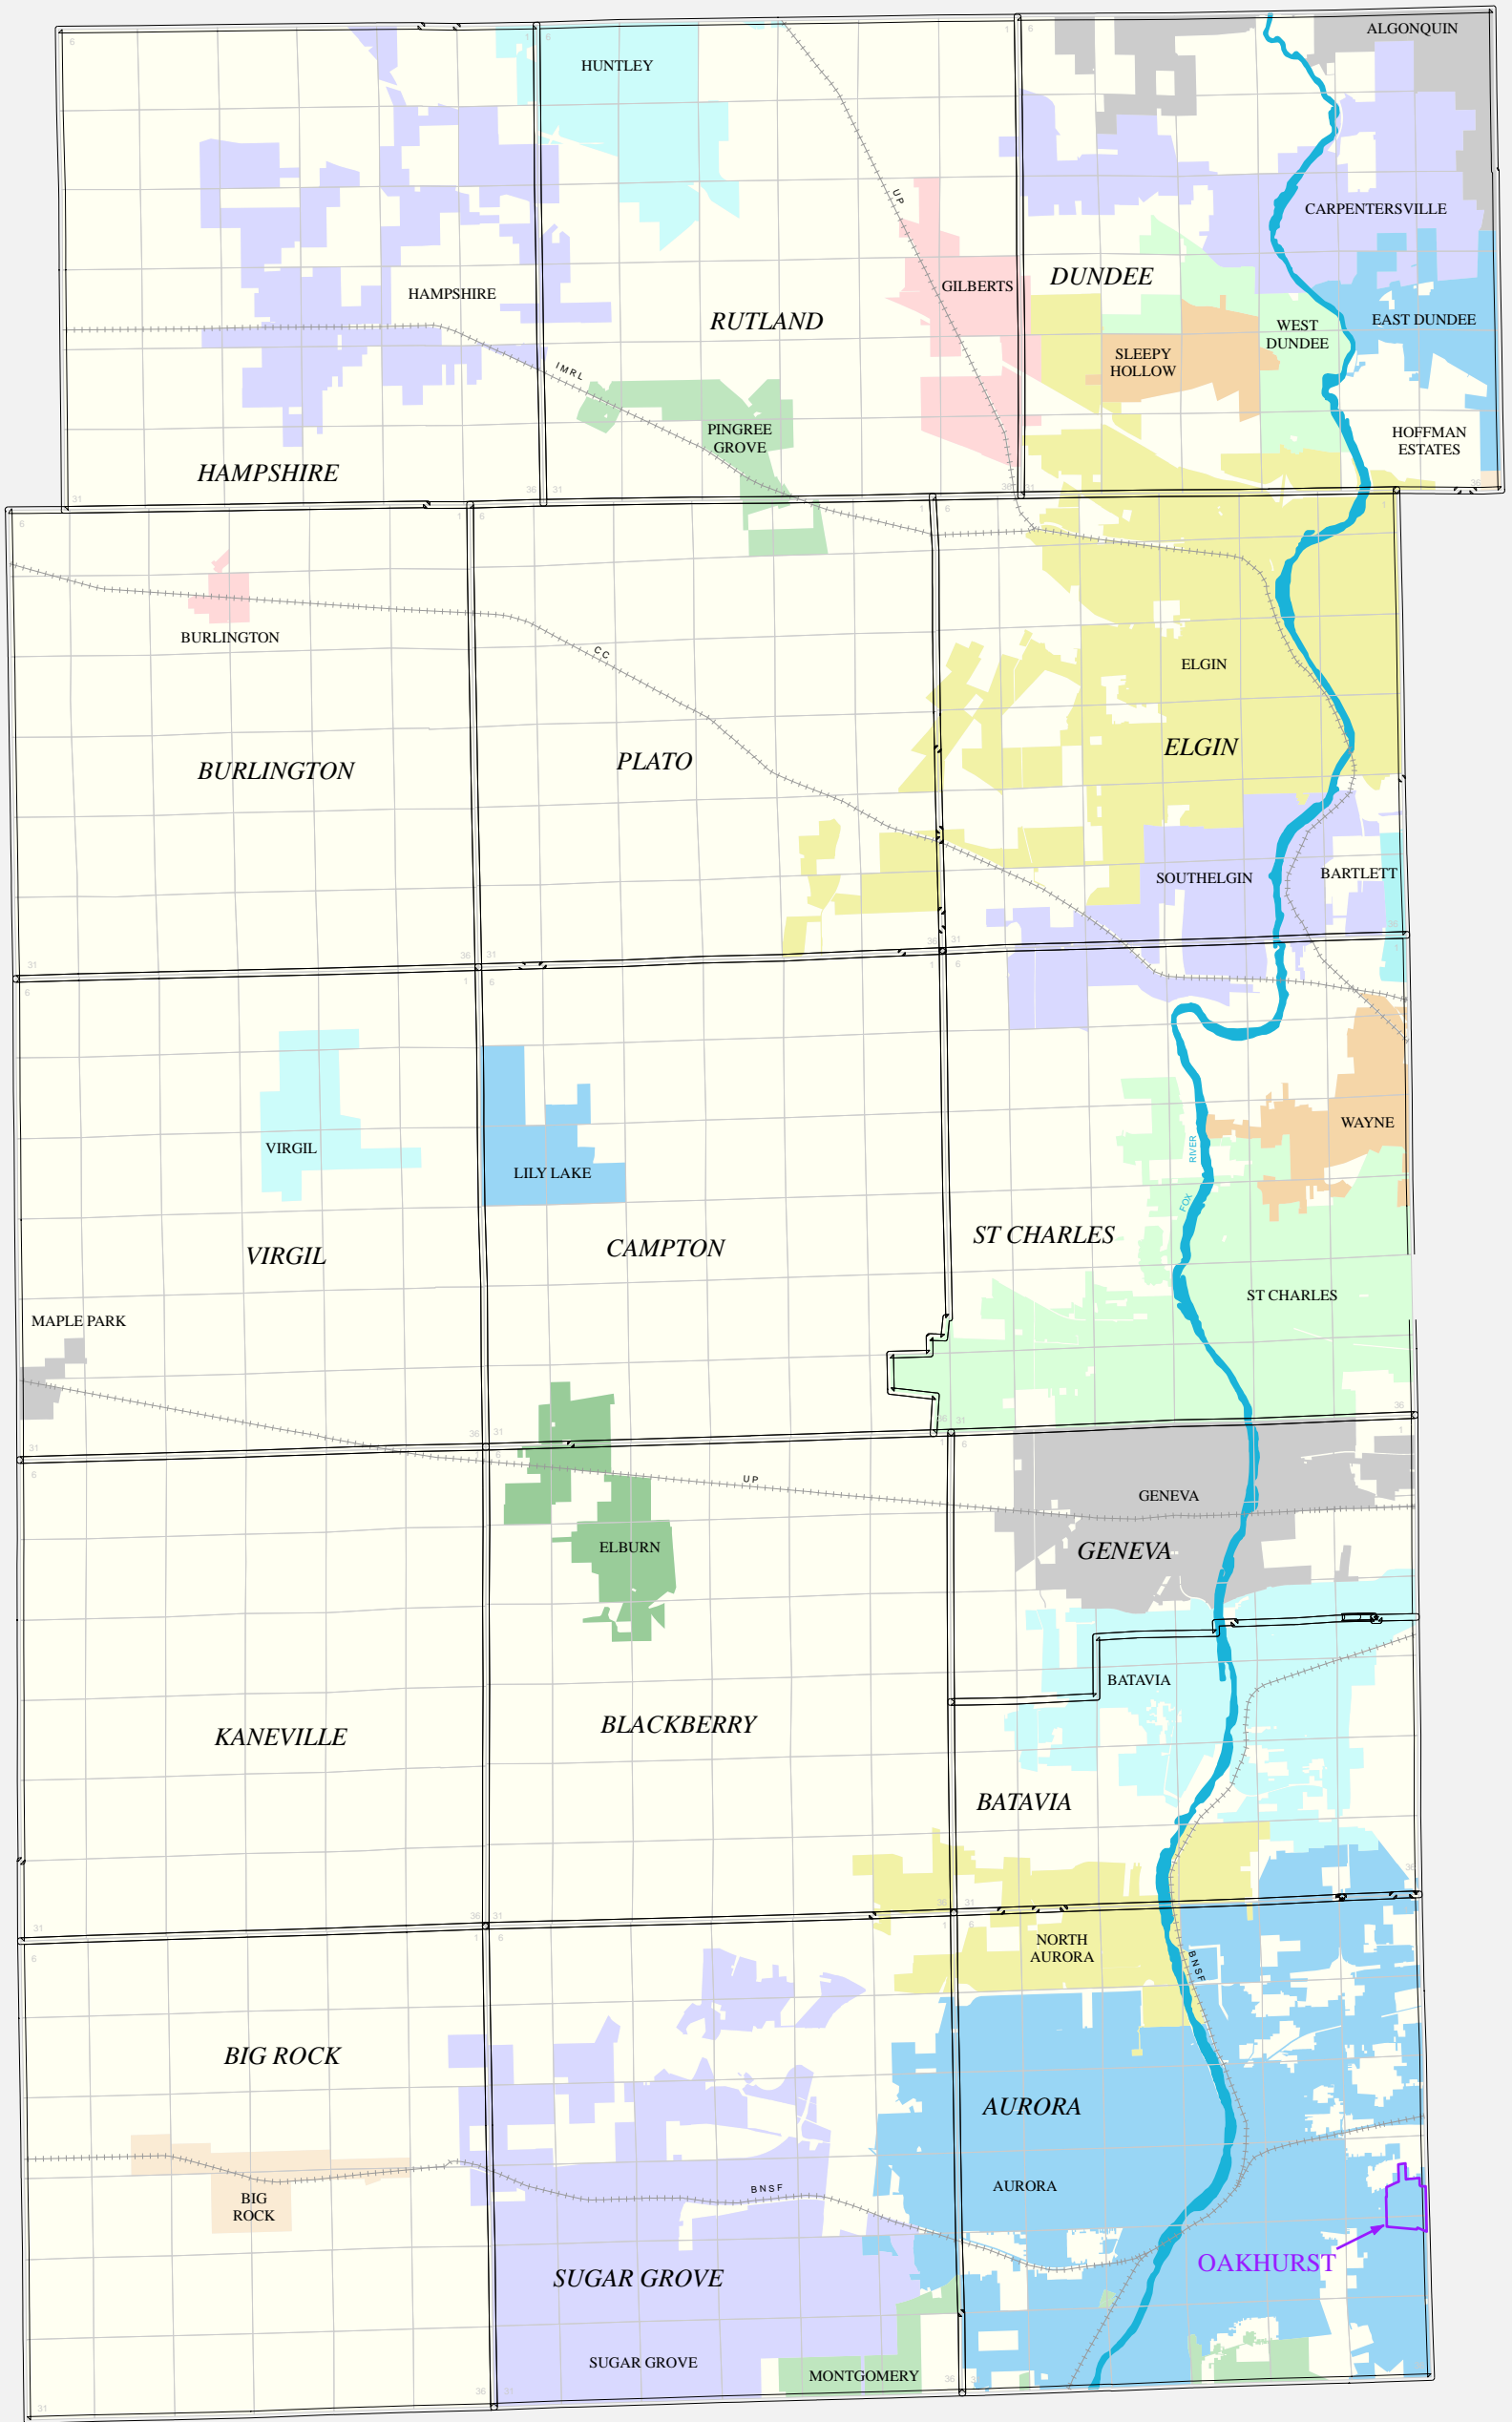 ALGONQUIN
HUNTLEY
UP
CARPENTERSVILLE
DUNDEE
GILBERTS
HAMPSHIRE
RUTLAND
EAST DUNDEE
WEST
DUNDEE
SLEEPY
HOLLOW
IMRL
PINGREE
GROVE
HOFFMAN
ESTATES
HAMPSHIRE
BURLINGTON
CC
ELGIN
ELGIN
PLATO
BURLINGTON
SOUTHELGIN
BARTLETT
WAYNE
VIRGIL
RIVER
LILY LAKE
FOX
ST CHARLES
CAMPTON
VIRGIL
ST CHARLES
MAPLE PARK
UP
GENEVA
ELBURN
GENEVA
BATAVIA
BLACKBERRY
KANEVILLE
BATAVIA
NORTH
AURORA
BNSF
BIG ROCK
AURORA
AURORA
BNSF
BIG
ROCK
OAKHURST
SUGAR GROVE
SUGAR GROVE
MONTGOMERY